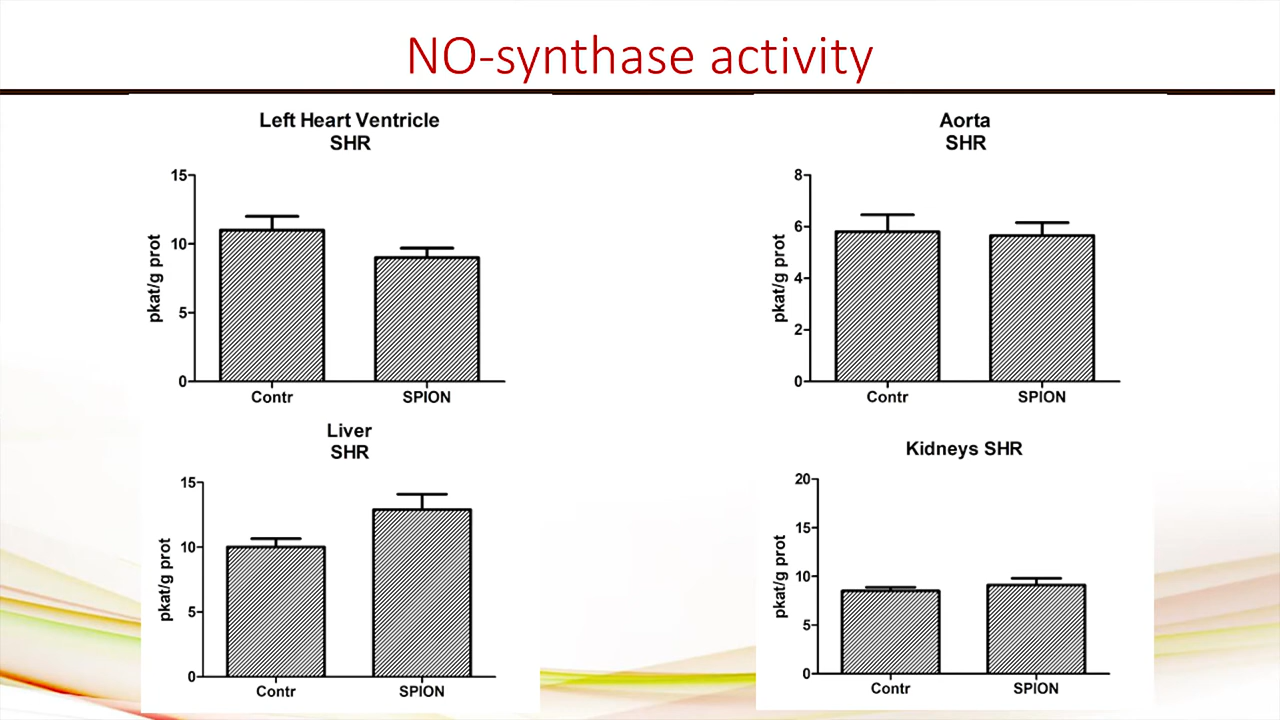 NO-synthase activity
Left Heart Ventricle
SHR
15
10
5
0
pkat/g prot
Contr
SPION
Aorta
SHR
8
6
4
2
0
pkat/g prot
Contr
SPION
Liver
SHR
15
10
5
0
pkat/g prot
Contr
SPION
Kidneys SHR
20
15
10
5
0
pkat/g prot
Contr
SPION